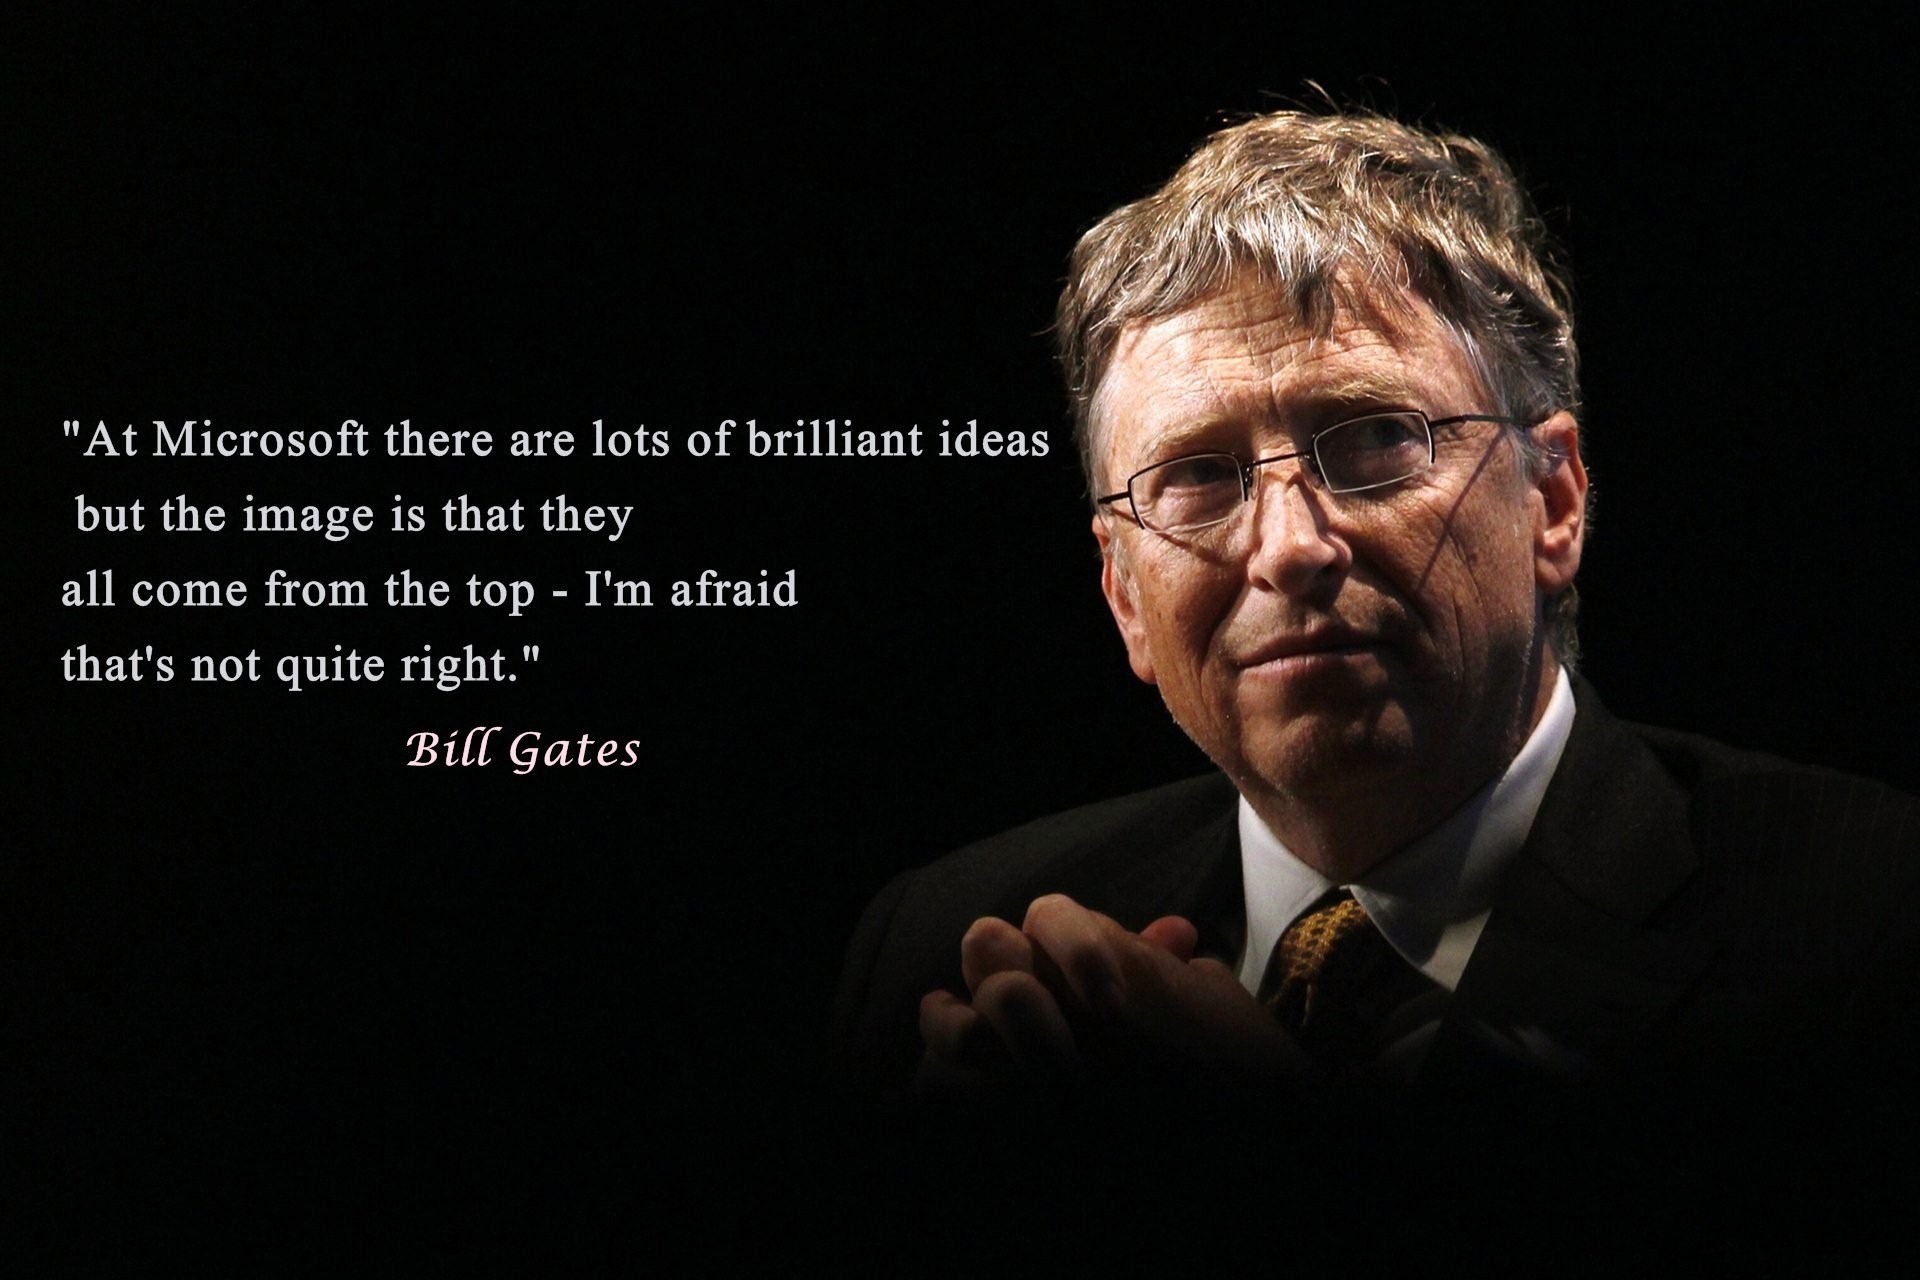 "At Microsoft there are lots of brilliant ideas
but the image is that they
all come from the top - I'm afraid
that's not quite right."
Bill Gates